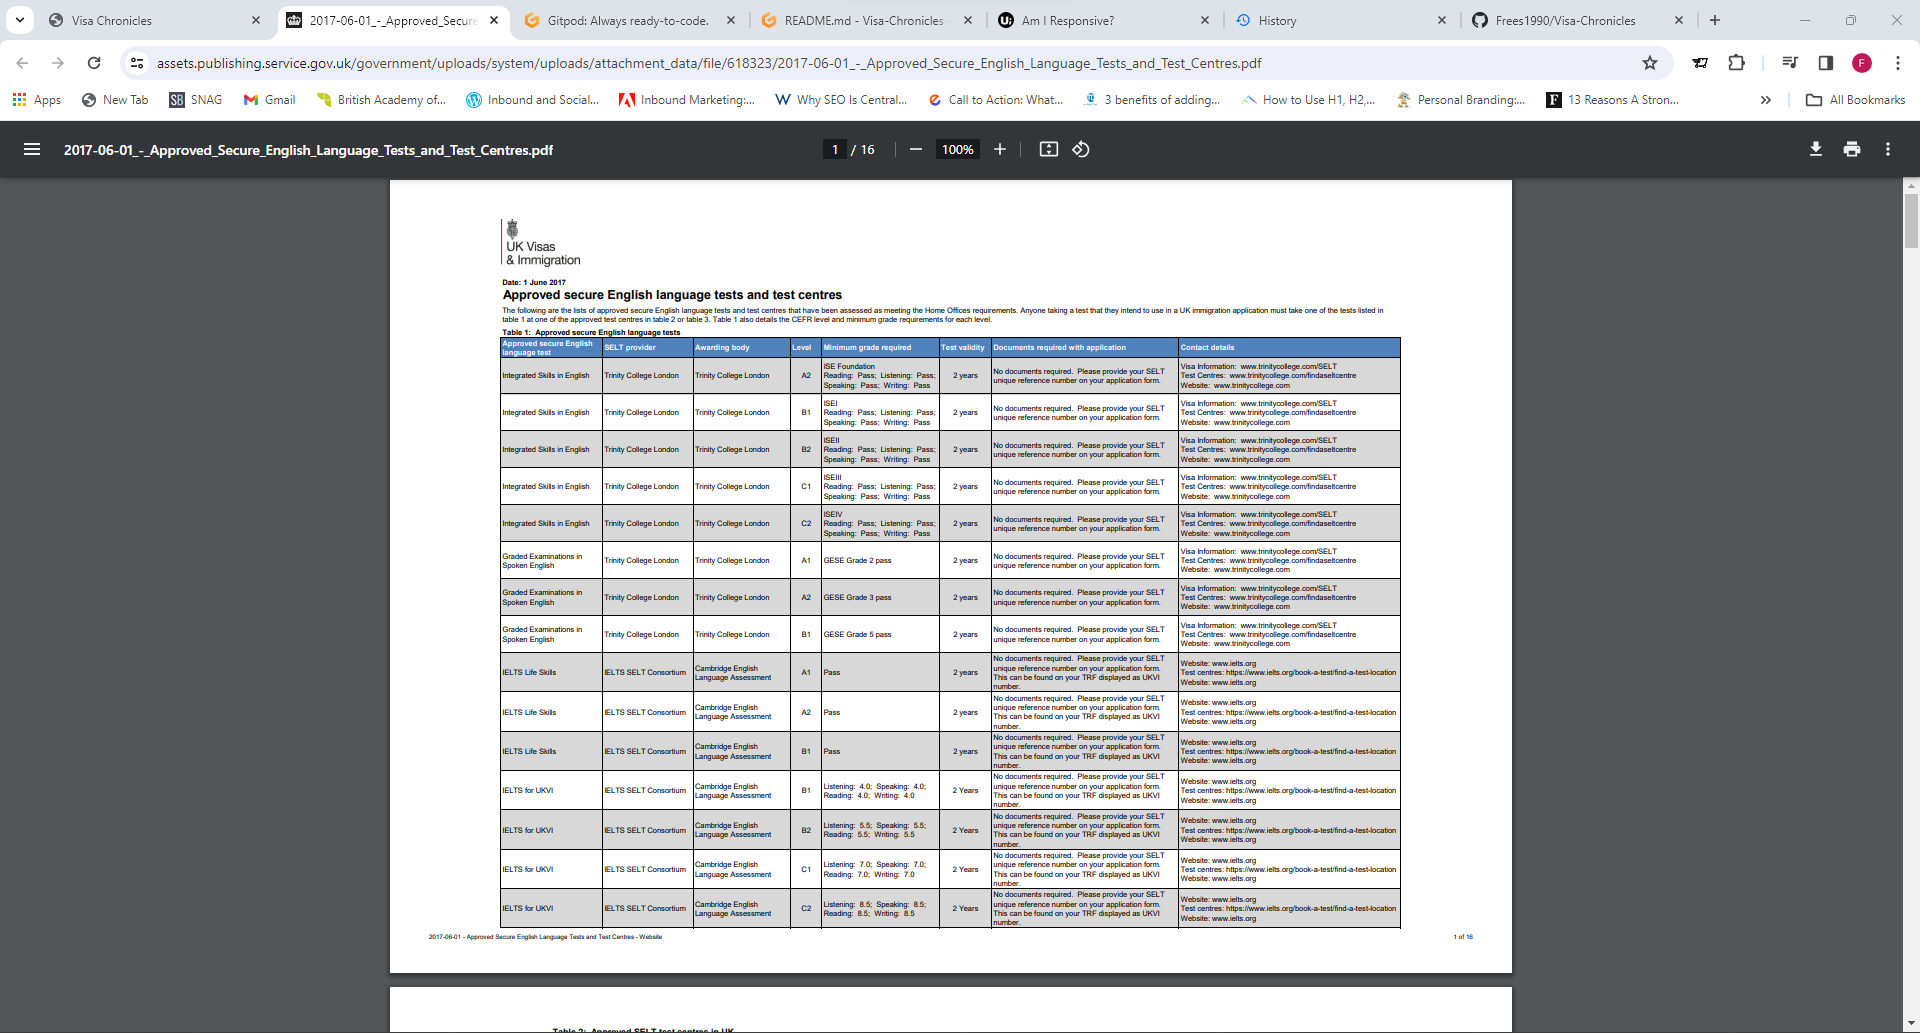 Visa Chronicles
2017-06-01_-_Approved_Secure
Gitpod: Always ready-to-code.
README.md - Visa-Chronicles -
Am I Responsive?
History
Frees1990/Visa-Chronicles
assets.publishing.service.gov.uk/government/uploads/system/uploads/attachment_data/file/618323/2017-06-01_-_Approved_Secure_English_Language_Tests_and_Test_Centres.pdf
F
Apps
New Tab
SNAG
Gmail
British Academy of...
Inbound and Social...
Inbound Marketing:...
Why SEO Is Central...
Call to Action: What...
3 benefits of adding...
How to Use H1, H2,...
Personal Branding:...
13 Reasons A Stron...
All Bookmarks
2017-06-01_-_Approved_Secure_English_Language_Tests_and_Test_Centres.pdf
1 / 16
100%
UK Visas
& Immigration
Date: 1 June 2017
Approved secure English language tests and test centres
The following are the lists of approved secure English language tests and test centres that have been assessed as meeting the Home Offices requirements. Anyone taking a test that they intend to use in a UK immigration application must take one of the tests listed in
table 1 at one of the approved test centres in table 2 or table 3. Table 1 also details the CEFR level and minimum grade requirements for each level.
Table 1: Approved secure English language tests
Approved secure English language test SELT provider Awarding body Level Minimum grade required Test validity Documents required with application Contact details
Integrated Skills in English Trinity College London Trinity College London A2 ISE Foundation Reading: Pass; Listening: Pass; Speaking: Pass; Writing: Pass 2 years No documents required. Please provide your SELT unique reference number on your application form. Visa Information: www.trinitycollege.com/SELT Test Centres: www.trinitycollege.com/findaseltcentre Website: www.trinitycollege.com
Integrated Skills in English Trinity College London Trinity College London B1 ISEI Reading: Pass; Listening: Pass; Speaking: Pass; Writing: Pass 2 years No documents required. Please provide your SELT unique reference number on your application form. Visa Information: www.trinitycollege.com/SELT Test Centres: www.trinitycollege.com/findaseltcentre Website: www.trinitycollege.com
Integrated Skills in English Trinity College London Trinity College London B2 ISEII Reading: Pass; Listening: Pass; Speaking: Pass; Writing: Pass 2 years No documents required. Please provide your SELT unique reference number on your application form. Visa Information: www.trinitycollege.com/SELT Test Centres: www.trinitycollege.com/findaseltcentre Website: www.trinitycollege.com
Integrated Skills in English Trinity College London Trinity College London C1 ISEIII Reading: Pass; Listening: Pass; Speaking: Pass; Writing: Pass 2 years No documents required. Please provide your SELT unique reference number on your application form. Visa Information: www.trinitycollege.com/SELT Test Centres: www.trinitycollege.com/findaseltcentre Website: www.trinitycollege.com
Integrated Skills in English Trinity College London Trinity College London C2 ISEIV Reading: Pass; Listening: Pass; Speaking: Pass; Writing: Pass 2 years No documents required. Please provide your SELT unique reference number on your application form. Visa Information: www.trinitycollege.com/SELT Test Centres: www.trinitycollege.com/findaseltcentre Website: www.trinitycollege.com
Graded Examinations in Spoken English Trinity College London Trinity College London A1 GESE Grade 2 pass 2 years No documents required. Please provide your SELT unique reference number on your application form. Visa Information: www.trinitycollege.com/SELT Test Centres: www.trinitycollege.com/findaseltcentre Website: www.trinitycollege.com
Graded Examinations in Spoken English Trinity College London Trinity College London A2 GESE Grade 3 pass 2 years No documents required. Please provide your SELT unique reference number on your application form. Visa Information: www.trinitycollege.com/SELT Test Centres: www.trinitycollege.com/findaseltcentre Website: www.trinitycollege.com
Graded Examinations in Spoken English Trinity College London Trinity College London B1 GESE Grade 5 pass 2 years No documents required. Please provide your SELT unique reference number on your application form. Visa Information: www.trinitycollege.com/SELT Test Centres: www.trinitycollege.com/findaseltcentre Website: www.trinitycollege.com
IELTS Life Skills IELTS SELT Consortium Cambridge English Language Assessment A1 Pass 2 years No documents required. Please provide your SELT unique reference number on your application form. This can be found on your TRF displayed as UKVI number. Website: www.ielts.org Test centres: https://www.ielts.org/book-a-test/find-a-test-location Website: www.ielts.org
IELTS Life Skills IELTS SELT Consortium Cambridge English Language Assessment A2 Pass 2 years No documents required. Please provide your SELT unique reference number on your application form. This can be found on your TRF displayed as UKVI number. Website: www.ielts.org Test centres: https://www.ielts.org/book-a-test/find-a-test-location Website: www.ielts.org
IELTS Life Skills IELTS SELT Consortium Cambridge English Language Assessment B1 Pass 2 years No documents required. Please provide your SELT unique reference number on your application form. This can be found on your TRF displayed as UKVI number. Website: www.ielts.org Test centres: https://www.ielts.org/book-a-test/find-a-test-location Website: www.ielts.org
IELTS for UKVI IELTS SELT Consortium Cambridge English Language Assessment B1 Listening: 4.0; Speaking: 4.0; Reading: 4.0; Writing: 4.0 2 Years No documents required. Please provide your SELT unique reference number on your application form. This can be found on your TRF displayed as UKVI number. Website: www.ielts.org Test centres: https://www.ielts.org/book-a-test/find-a-test-location Website: www.ielts.org
IELTS for UKVI IELTS SELT Consortium Cambridge English Language Assessment B2 Listening: 5.5; Speaking: 5.5; Reading: 5.5; Writing: 5.5 2 Years No documents required. Please provide your SELT unique reference number on your application form. This can be found on your TRF displayed as UKVI number. Website: www.ielts.org Test centres: https://www.ielts.org/book-a-test/find-a-test-location Website: www.ielts.org
IELTS for UKVI IELTS SELT Consortium Cambridge English Language Assessment C1 Listening: 7.0; Speaking: 7.0; Reading: 7.0; Writing: 7.0 2 Years No documents required. Please provide your SELT unique reference number on your application form. This can be found on your TRF displayed as UKVI number. Website: www.ielts.org Test centres: https://www.ielts.org/book-a-test/find-a-test-location Website: www.ielts.org
IELTS for UKVI IELTS SELT Consortium Cambridge English Language Assessment C2 Listening: 8.5; Speaking: 8.5; Reading: 8.5; Writing: 8.5 2 Years No documents required. Please provide your SELT unique reference number on your application form. This can be found on your TRF displayed as UKVI number. Website: www.ielts.org Test centres: https://www.ielts.org/book-a-test/find-a-test-location Website: www.ielts.org
2017-06-01 - Approved Secure English Language Tests and Test Centres - Website
1 of 16
Table 2: Approved SELT test centres in UK